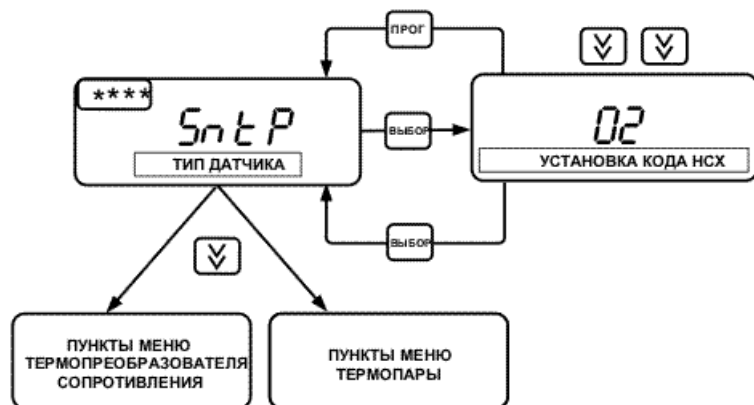 ПРОГ
****
SntP
ТИП ДАТЧИКА
ВЫБОР
02
УСТАНОВКА КОДА НСХ
ВЫБОР
ПУНКТЫ МЕНЮ
ТЕРМОПРЕОБРАЗОВАТЕЛЯ
СОПРОТИВЛЕНИЯ
ПУНКТЫ МЕНЮ
ТЕРМОПАРЫ